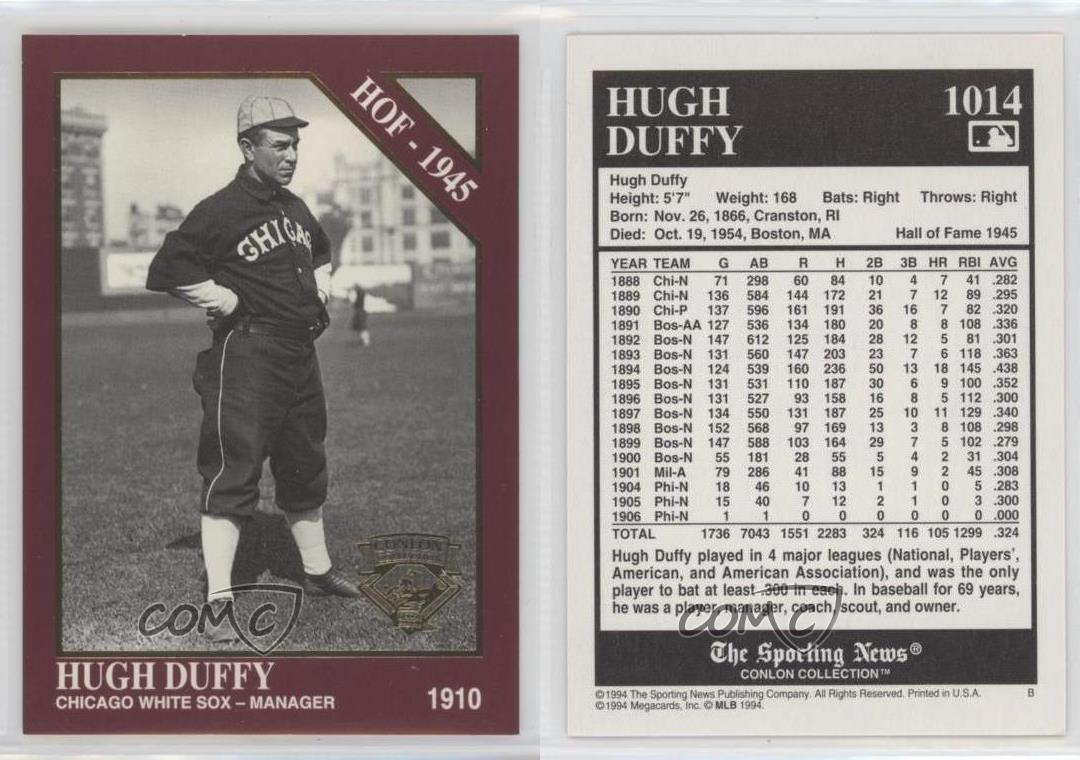 HOF - 1945
CHICAGO
CONLON
COLLECTION
COMC
HUGH DUFFY
CHICAGO WHITE SOX – MANAGER
1910
HUGH
DUFFY
1014
Hugh Duffy
Height: 5'7" Weight: 168 Bats: Right Throws: Right
Born: Nov. 26, 1866, Cranston, RI
Died: Oct. 19, 1954, Boston, MA Hall of Fame 1945
YEAR TEAM G AB R H 2B 3B HR RBI AVG
1888 Chi-N 71 298 60 84 10 4 7 41 .282
1889 Chi-N 136 584 144 172 21 7 12 89 .295
1890 Chi-P 137 596 161 191 36 16 7 82 .320
1891 Bos-AA 127 536 134 180 20 8 8 108 .336
1892 Bos-N 147 612 125 184 28 12 5 81 .301
1893 Bos-N 131 560 147 203 23 7 6 118 .363
1894 Bos-N 124 539 160 236 50 13 18 145 .438
1895 Bos-N 131 531 110 187 30 6 9 100 .352
1896 Bos-N 131 527 93 158 16 8 5 112 .300
1897 Bos-N 134 550 131 187 25 10 11 129 .340
1898 Bos-N 152 568 97 169 13 3 8 108 .298
1899 Bos-N 147 588 103 164 29 7 5 102 .279
1900 Bos-N 55 181 28 55 5 4 2 31 .304
1901 Mil-A 79 286 41 88 15 9 2 45 .308
1904 Phi-N 18 46 10 13 1 1 0 5 .283
1905 Phi-N 15 40 7 12 2 1 0 3 .300
1906 Phi-N 1 1 0 0 0 0 0 0 .000
TOTAL 1736 7043 1551 2283 324 116 105 1299 .324
Hugh Duffy played in 4 major leagues (National, Players',
American, and American Association), and was the only
player to bat at least .300 in each. In baseball for 69 years,
he was a player, manager, coach, scout, and owner.
COMC
The Sporting News®
CONLON COLLECTION™
©1994 The Sporting News Publishing Company. All Rights Reserved. Printed in U.S.A. B
©1994 Megacards, Inc. © MLB 1994.